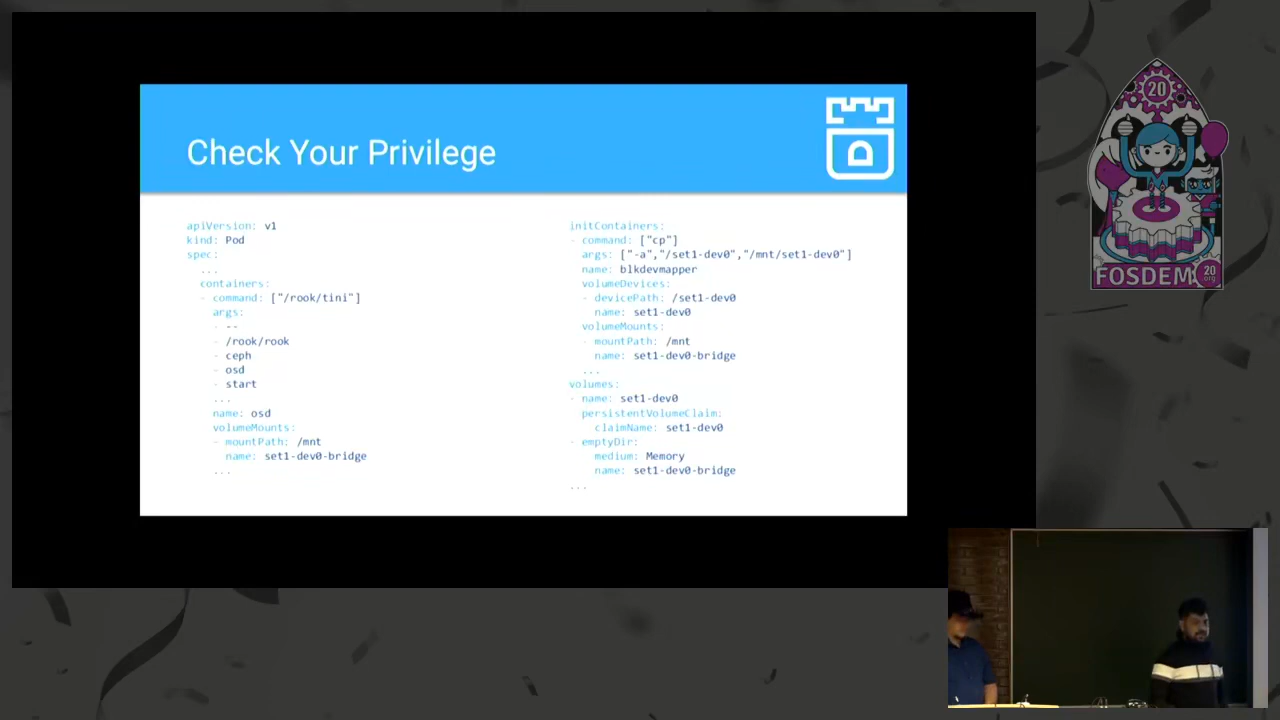 Check Your Privilege
apiVersion: v1
kind: Pod
spec:
...
containers:
- command: ["/rook/tini"]
args:
- --
- /rook/rook
- ceph
- osd
- start
...
name: osd
volumeMounts:
- mountPath: /mnt
name: set1-dev0-bridge
...
initContainers:
- command: ["cp"]
args: ["-a","/set1-dev0","/mnt/set1-dev0"]
name: blkdevmapper
volumeDevices:
- devicePath: /set1-dev0
name: set1-dev0
volumeMounts:
- mountPath: /mnt
name: set1-dev0-bridge
...
volumes:
- name: set1-dev0
persistentVolumeClaim:
claimName: set1-dev0
- emptyDir:
medium: Memory
name: set1-dev0-bridge
...
20
FOSDEM
20
.org